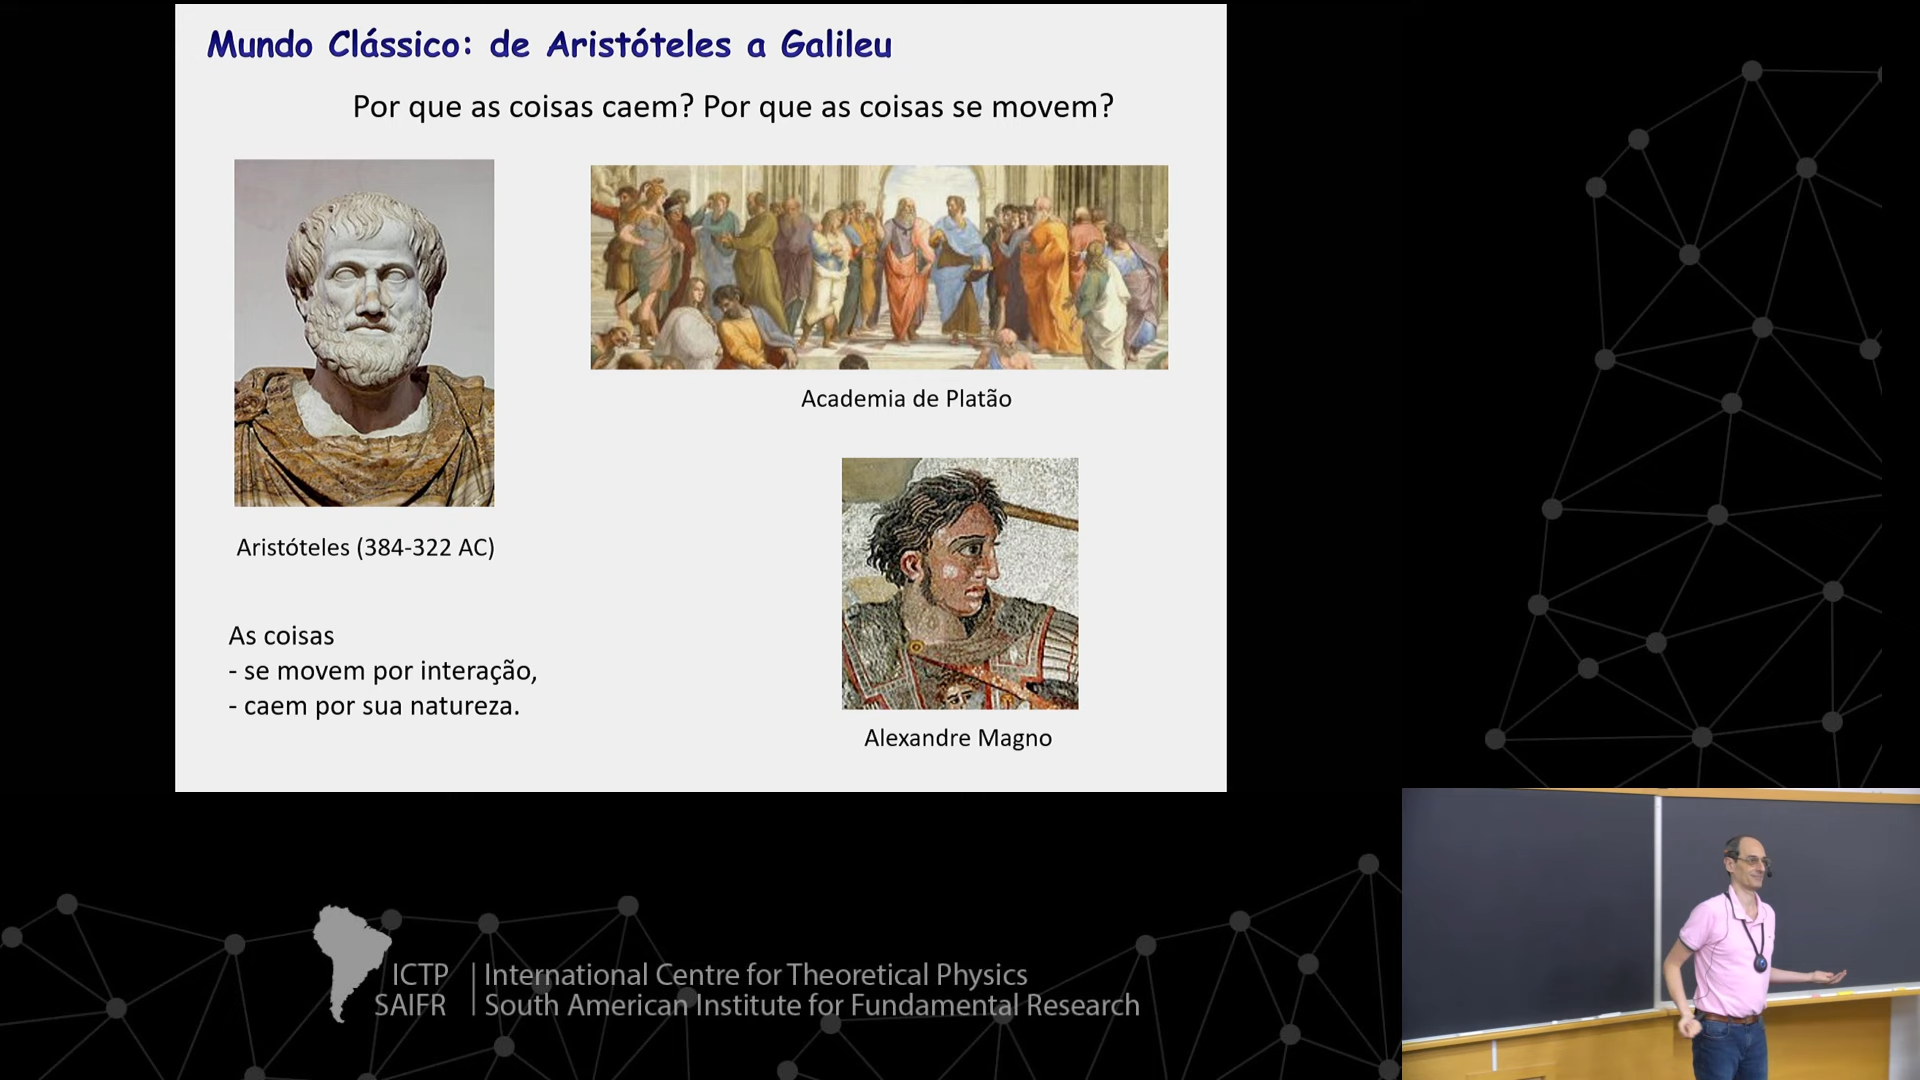 Mundo Clássico: de Aristóteles a Galileu
Por que as coisas caem? Por que as coisas se movem?
Academia de Platão
Aristóteles (384-322 AC)
As coisas
- se movem por interação,
- caem por sua natureza.
Alexandre Magno
ICTP
SAIFR
International Centre for Theoretical Physics
South American Institute for Fundamental Research